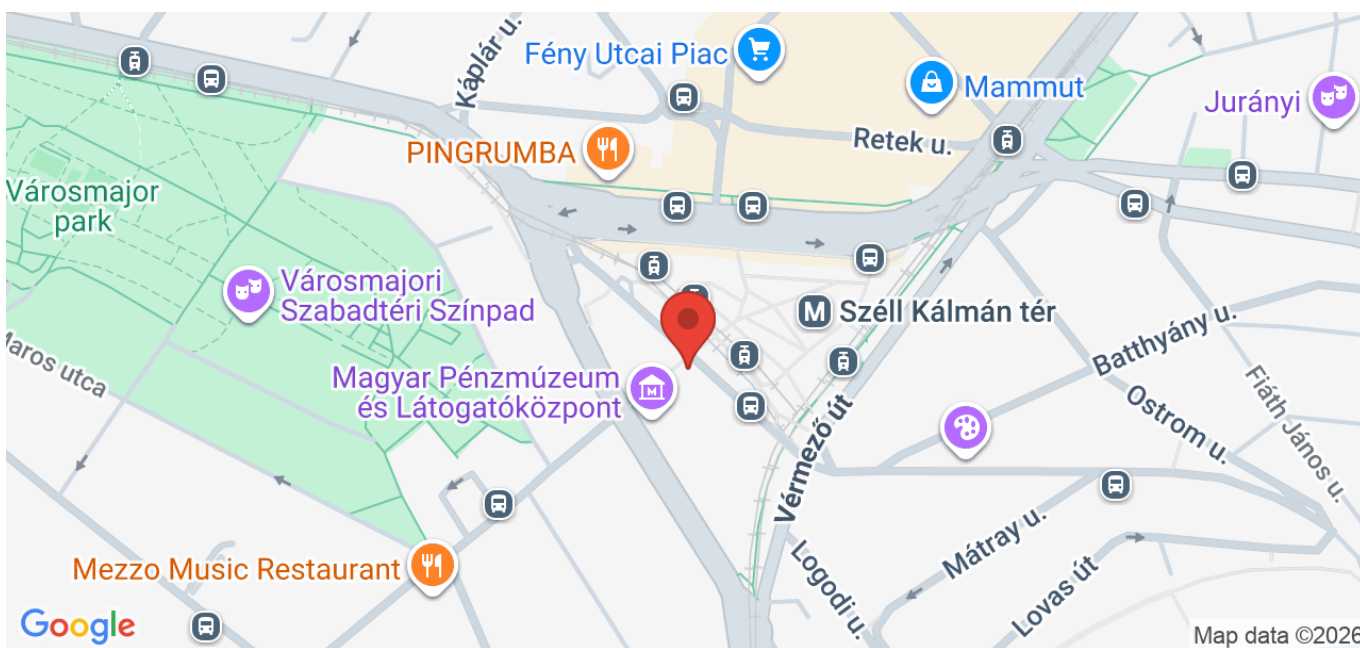 Káplár u.
Fény Utcai Piac
Mammut
Jurányi
Retek u.
PINGRUMBA
Városmajor
park
Városmajori
Szabadtéri Színpad
M Széll Kálmán tér
Batthyány u.
Maros utca
Magyar Pénzmúzeum
és Látogatóközpont
Fiáth János u.
Ostrom u.
Vérmező út
Mátray u.
Logodi u.
Lovas út
Mezzo Music Restaurant
Google
Map data ©2026